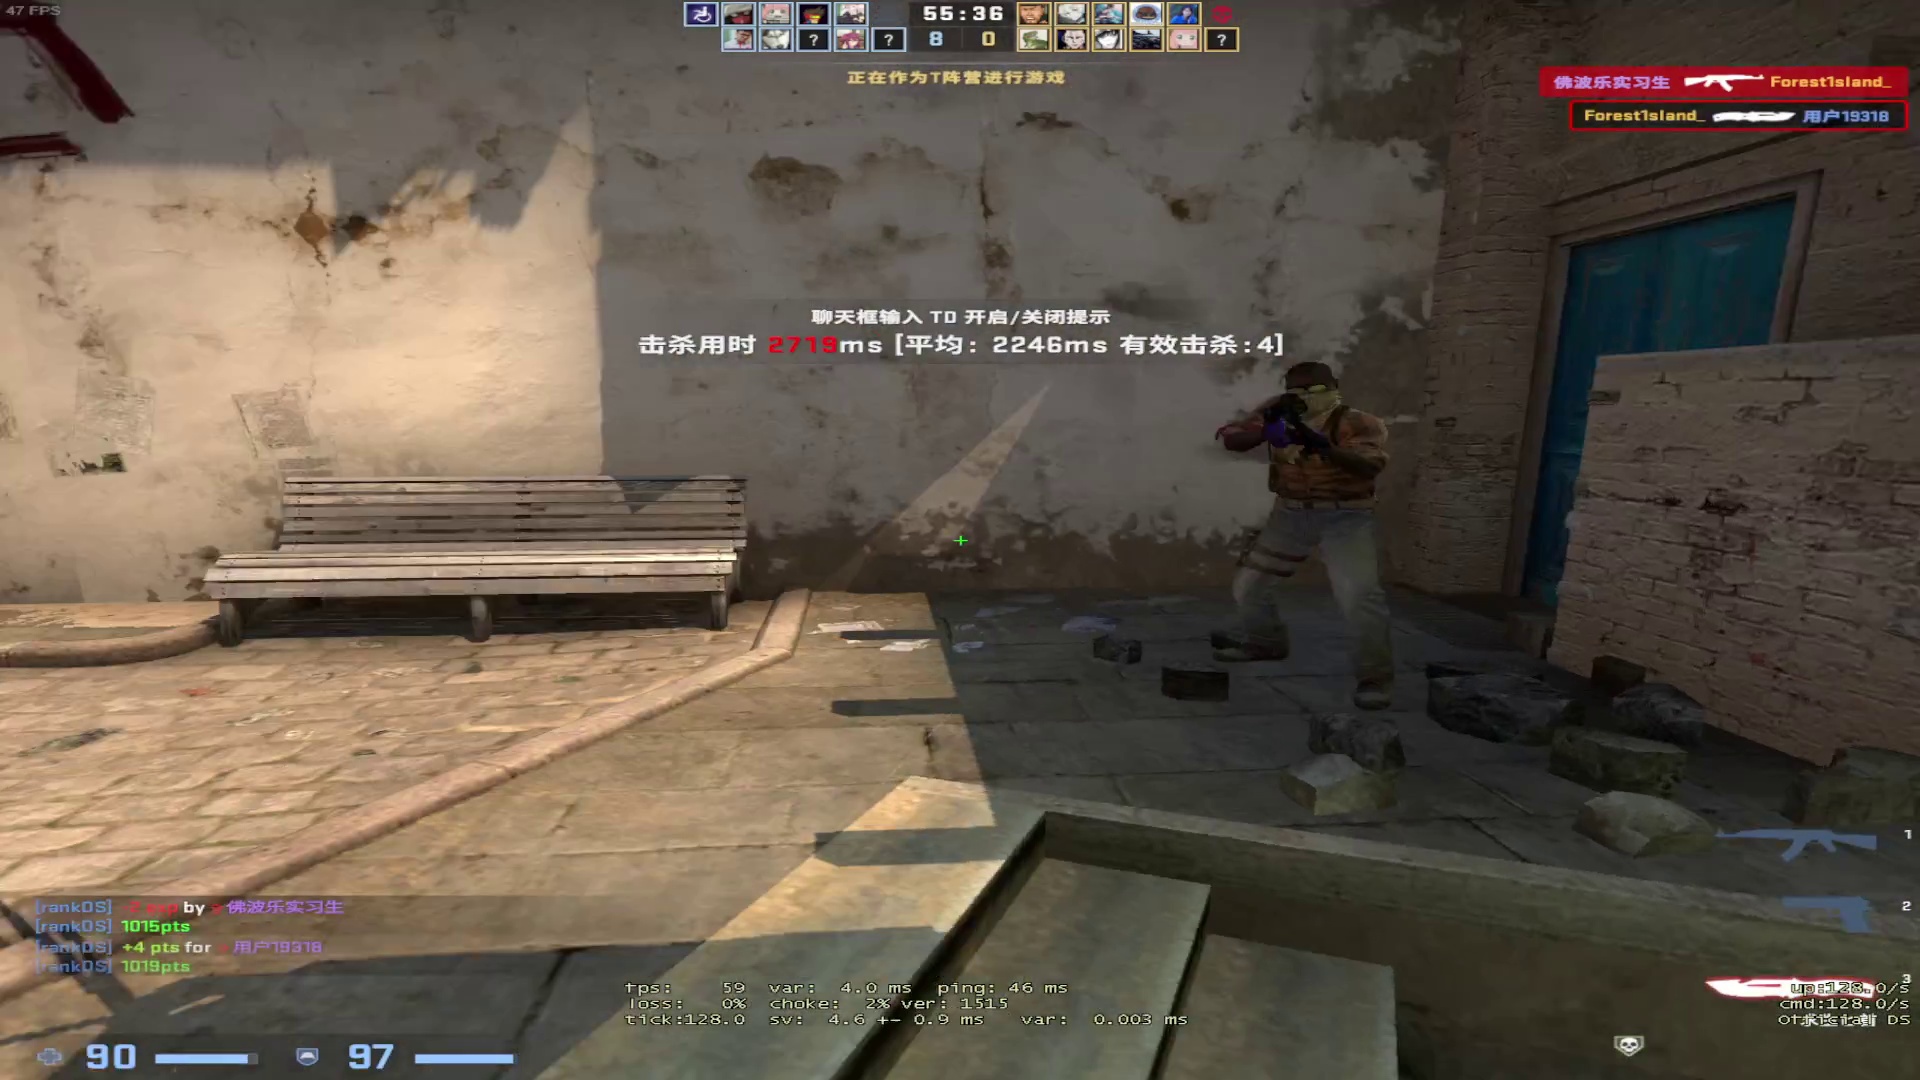 47 FPS
55:36
? ? 8 0 ?
正在作为T阵营进行游戏
佛波乐实习生 Forest1sland_
Forest1sland_ 用户19318
聊天框输入 TD 开启/关闭提示
击杀用时 2719ms [平均: 2246ms 有效击杀:4]
1
2
3
[rankDS] by 佛波乐实习生
[rankDS] 1015pts
[rankDS] +4 pts for 用户19318
[rankDS] 1019pts
fps: 59 var: 4.0 ms ping: 46 ms
loss: 0% choke: 2% ver: 1515
tick:128.0 sv: 4.6 +- 0.9 ms var: 0.003 ms
up:128.0/s
cmd:128.0/s
DS
90 97